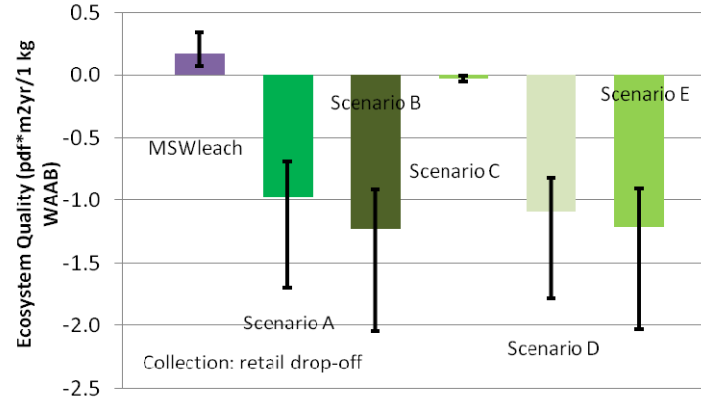 Ecosystem Quality (pdf*m2yr/1 kg
WAAB)
0.5
0.0
-0.5
-1.0
-1.5
-2.0
-2.5
MSWleach
Scenario A
Scenario B
Scenario C
Scenario D
Scenario E
Collection: retail drop-off